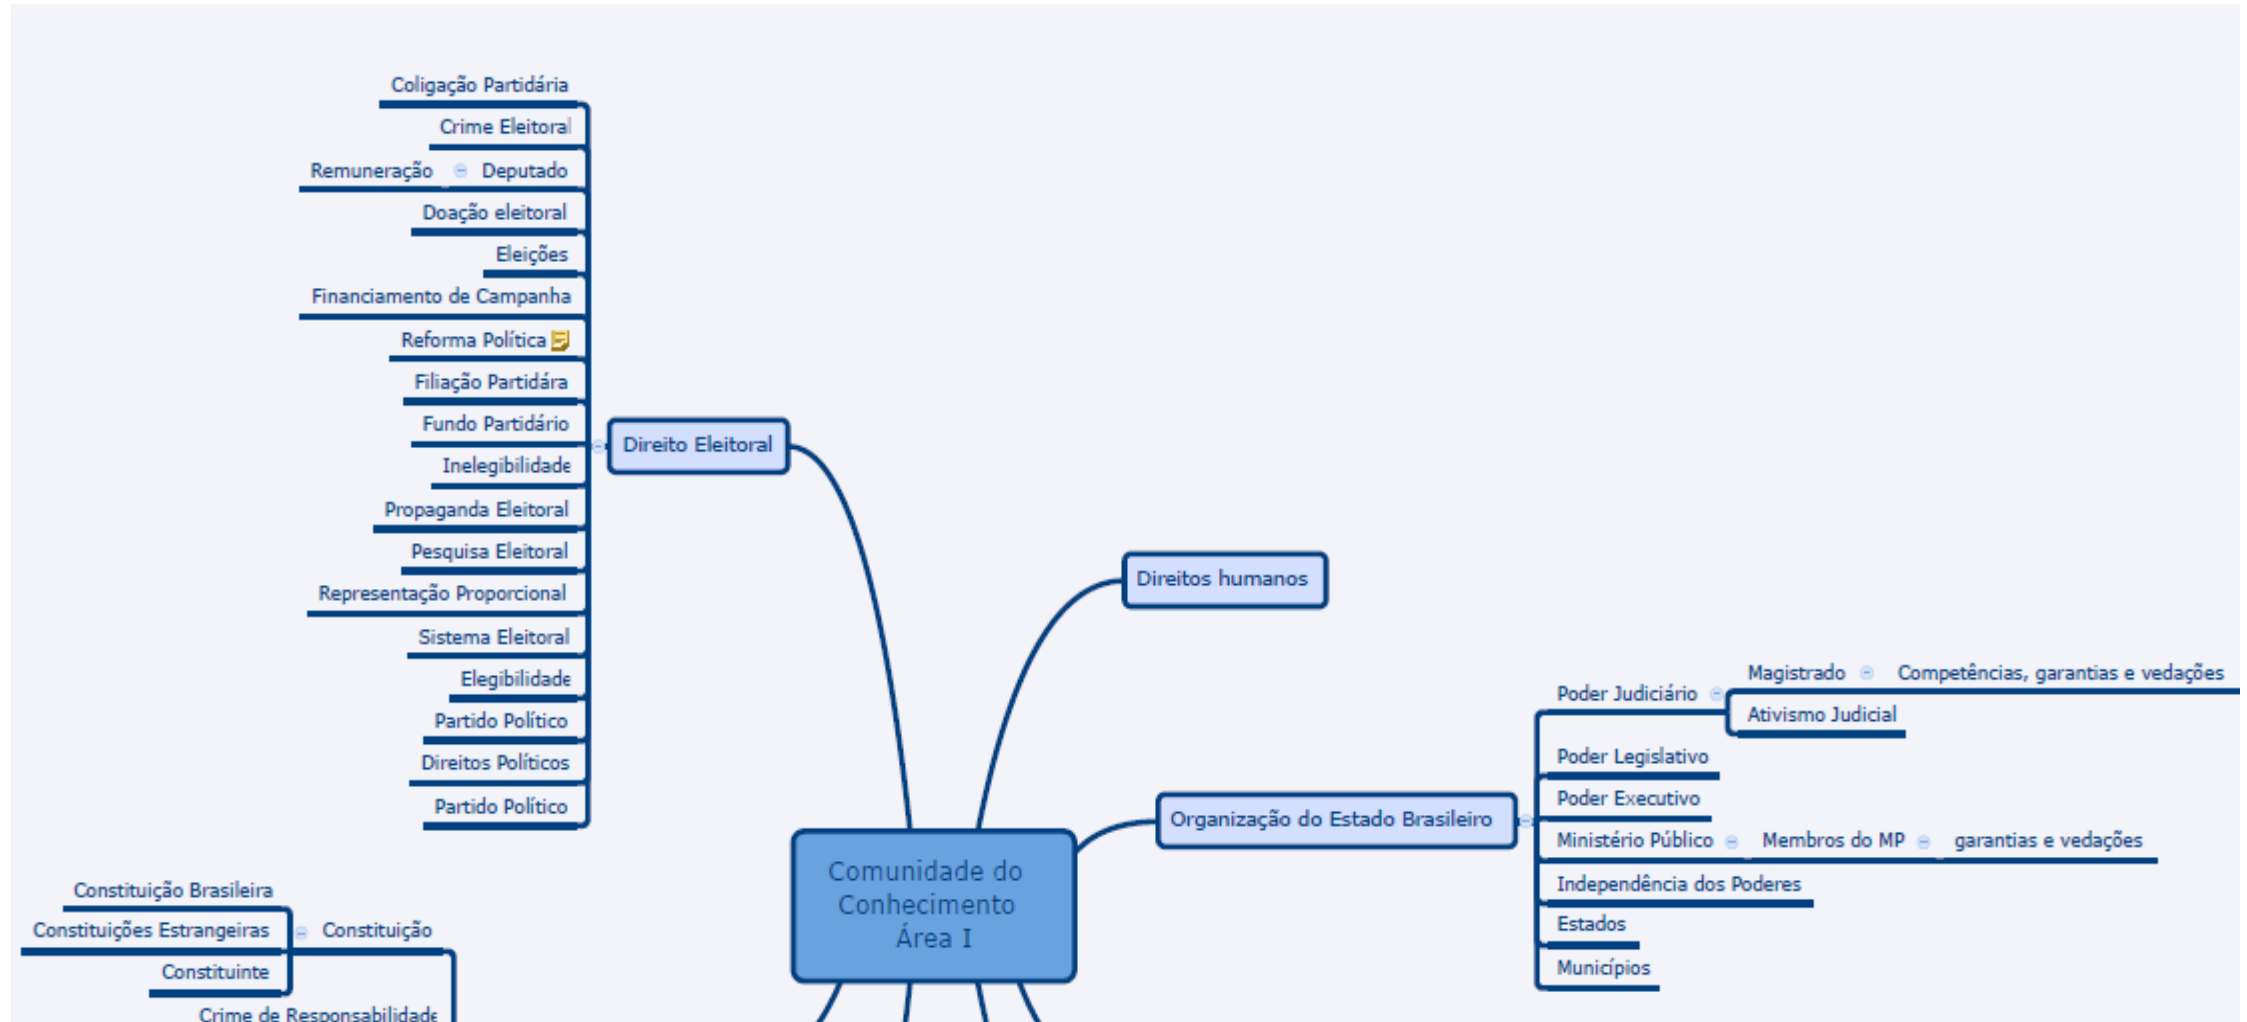 Coligação Partidária
Crime Eleitoral
Remuneração Deputado
Doação eleitoral
Eleições
Financiamento de Campanha
Reforma Política
Filiação Partidára
Fundo Partidário
Inelegibilidade
Propaganda Eleitoral
Pesquisa Eleitoral
Representação Proporcional
Sistema Eleitoral
Elegibilidade
Partido Político
Direitos Políticos
Partido Político
Direito Eleitoral
Direitos humanos
Organização do Estado Brasileiro
Poder Judiciário
Magistrado Competências, garantias e vedações
Ativismo Judicial
Poder Legislativo
Poder Executivo
Ministério Público Membros do MP garantias e vedações
Independência dos Poderes
Estados
Municípios
Comunidade do
Conhecimento
Área I
Constituição Brasileira
Constituições Estrangeiras
Constituinte
Constituição
Crime de Responsabilidade